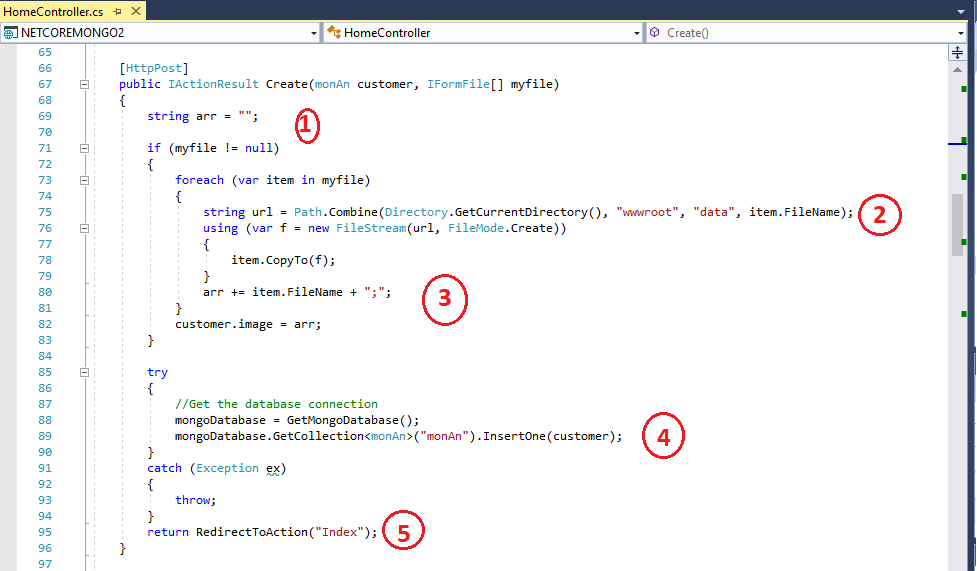 HomeController.cs
NETCOREMONGO2 HomeController Create()
65
66 [HttpPost]
67 public IActionResult Create(monAn customer, IFormFile[] myfile)
68 {
69 string arr = ""; 1
70
71 if (myfile != null)
72 {
73 foreach (var item in myfile)
74 {
75 string url = Path.Combine(Directory.GetCurrentDirectory(), "wwwroot", "data", item.FileName); 2
76 using (var f = new FileStream(url, FileMode.Create))
77 {
78 item.CopyTo(f);
79 }
80 arr += item.FileName + ";"; 3
81 }
82 customer.image = arr;
83 }
84
85 try
86 {
87 //Get the database connection
88 mongoDatabase = GetMongoDatabase();
89 mongoDatabase.GetCollection<monAn>("monAn").InsertOne(customer); 4
90 }
91 catch (Exception ex)
92 {
93 throw;
94 }
95 return RedirectToAction("Index"); 5
96 }
97